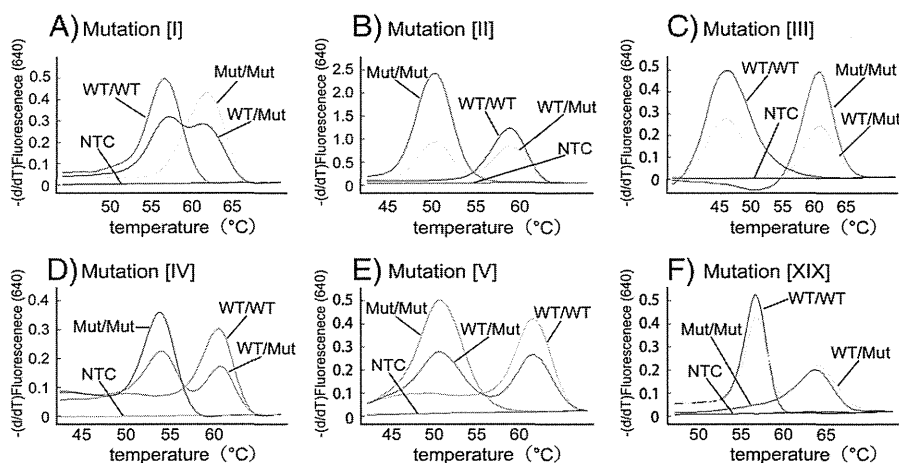 A) Mutation [I]
-(d/dT)Fluorescenece (640)
0.5
0.4
0.3
0.2
0.1
0
WT/WT
Mut/Mut
WT/Mut
NTC
50
55
60
65
temperature (°C)
B) Mutation [II]
-(d/dT)Fluorescenece (640)
2.5
2.0
1.5
1.0
0.5
0
Mut/Mut
WT/WT
WT/Mut
NTC
45
50
55
60
65
temperature (°C)
C) Mutation [III]
-(d/dT)Fluorescenece (640)
0.5
0.4
0.3
0.2
0.1
0
WT/WT
Mut/Mut
NTC
WT/Mut
45
50
55
60
65
temperature (°C)
D) Mutation [IV]
-(d/dT)Fluorescenece (640)
0.4
0.3
0.2
0.1
0
Mut/Mut
WT/WT
WT/Mut
NTC
45
50
55
60
temperature (°C)
E) Mutation [V]
-(d/dT)Fluorescenece (640)
0.5
0.4
0.3
0.2
0.1
0
Mut/Mut
WT/Mut
WT/WT
NTC
45
50
55
60
temperature (°C)
F) Mutation [XIX]
-(d/dT)Fluorescenece (640)
0.5
0.4
0.3
0.2
0.1
0
WT/WT
Mut/Mut
NTC
WT/Mut
50
55
60
65
temperature (°C)